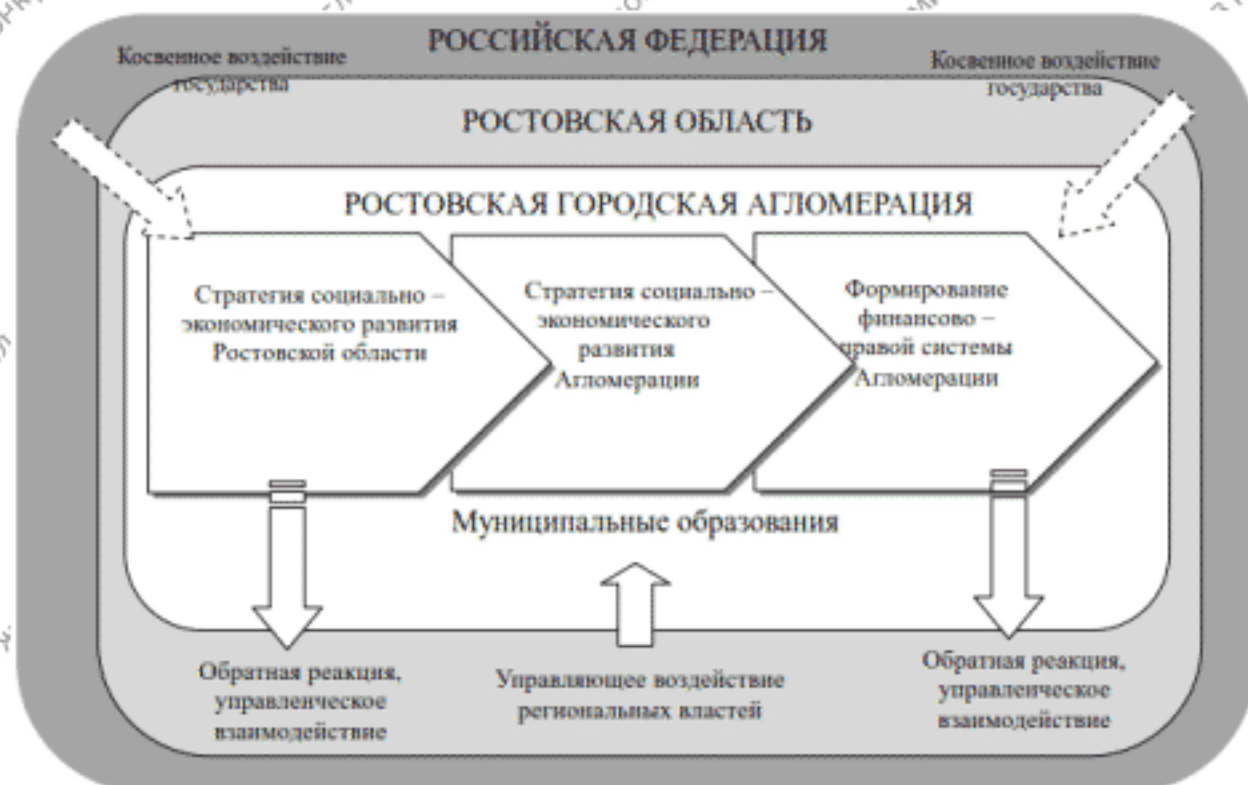 РОССИЙСКАЯ ФЕДЕРАЦИЯ
Косвенное воздействие
государства
Косвенное воздействие
государства
РОСТОВСКАЯ ОБЛАСТЬ
РОСТОВСКАЯ ГОРОДСКАЯ АГЛОМЕРАЦИЯ
Стратегия социально –
экономического развития
Ростовской области
Стратегия социально –
экономического
развития
Агломерации
Формирование
финансово –
правой системы
Агломерации
Муниципальные образования
Обратная реакция,
управленческое
взаимодействие
Управляющее воздействие
региональных властей
Обратная реакция,
управленческое
взаимодействие